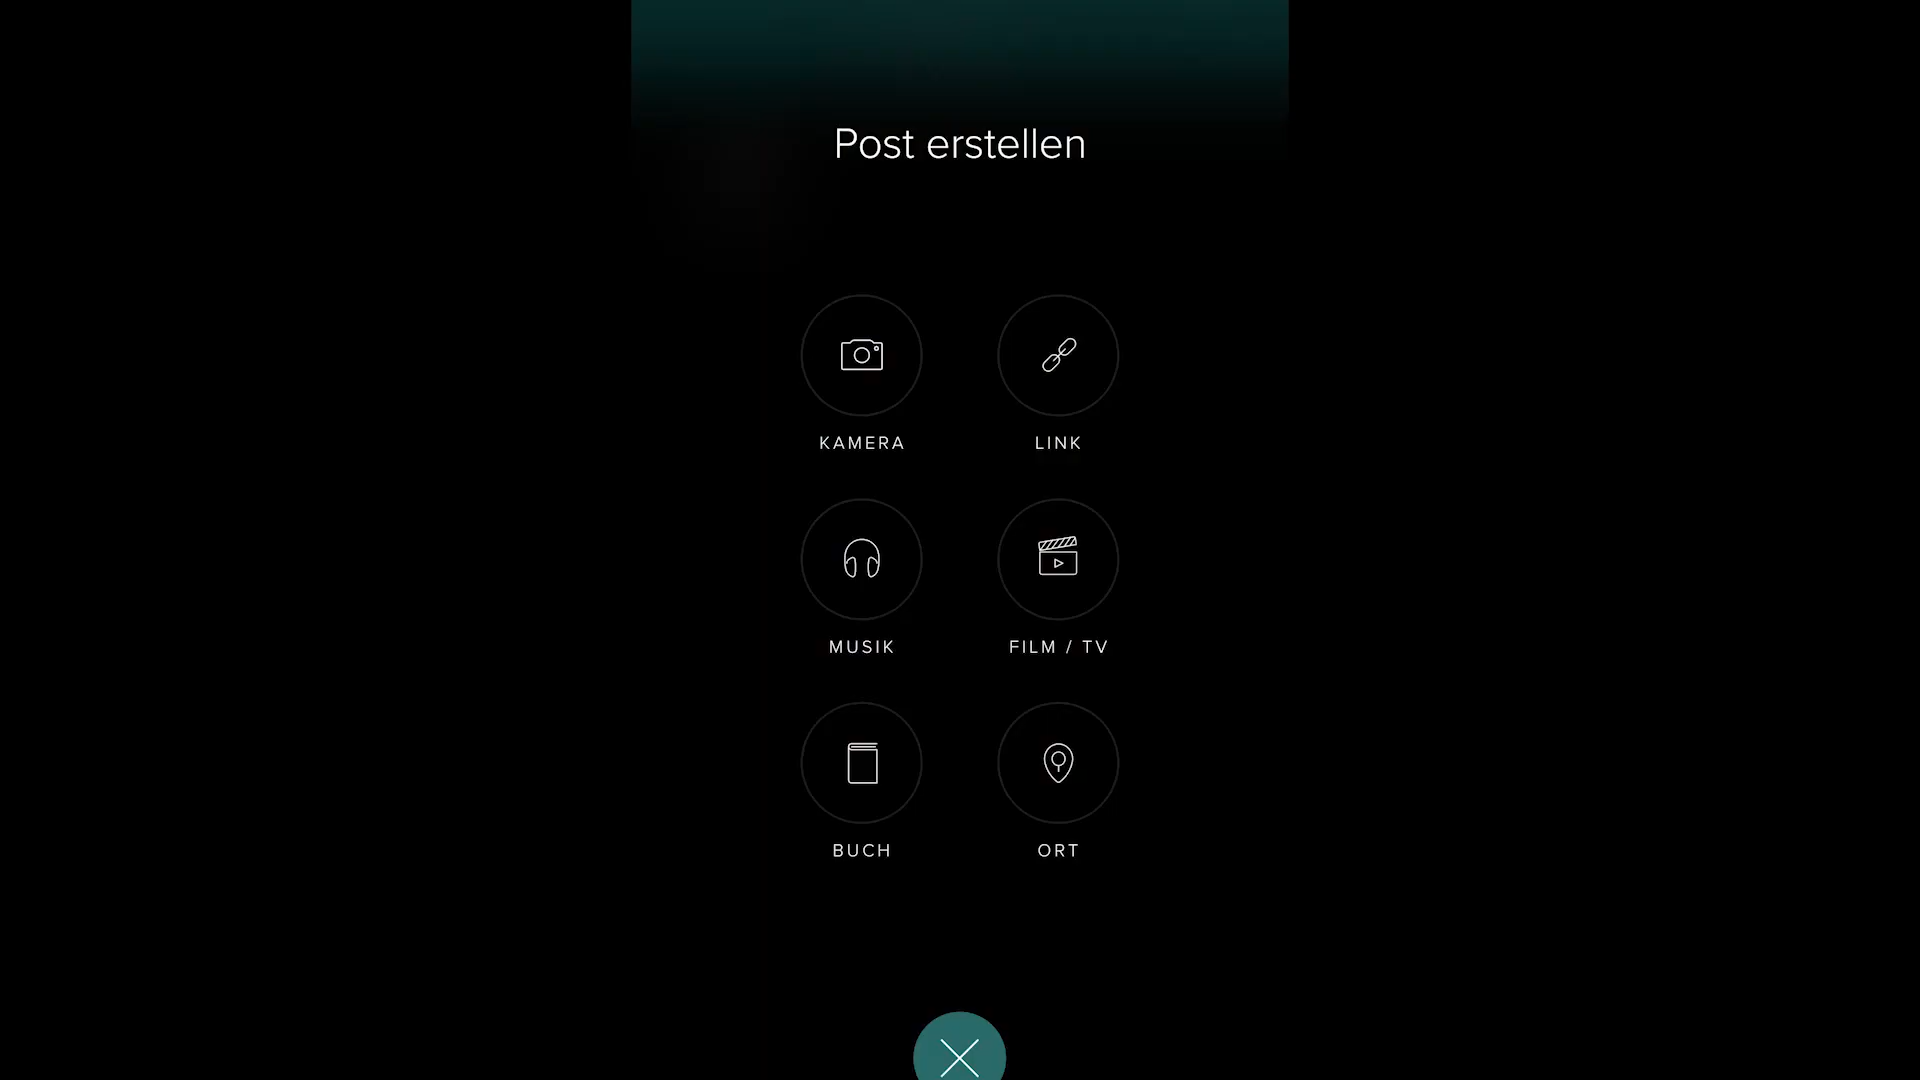 Post erstellen
KAMERA
LINK
MUSIK
FILM / TV
BUCH
ORT